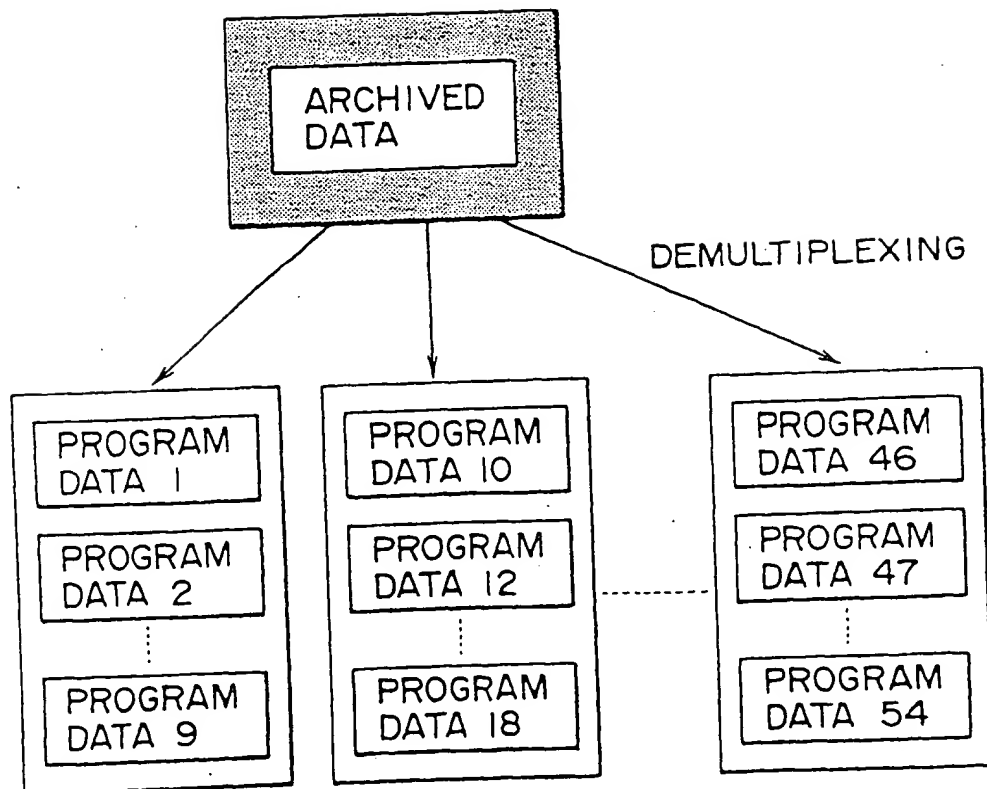 ARCHIVED
DATA
DEMULTIPLEXING
PROGRAM
DATA 1
PROGRAM
DATA 2
PROGRAM
DATA 9
PROGRAM
DATA 10
PROGRAM
DATA 12
PROGRAM
DATA 18
PROGRAM
DATA 46
PROGRAM
DATA 47
PROGRAM
DATA 54